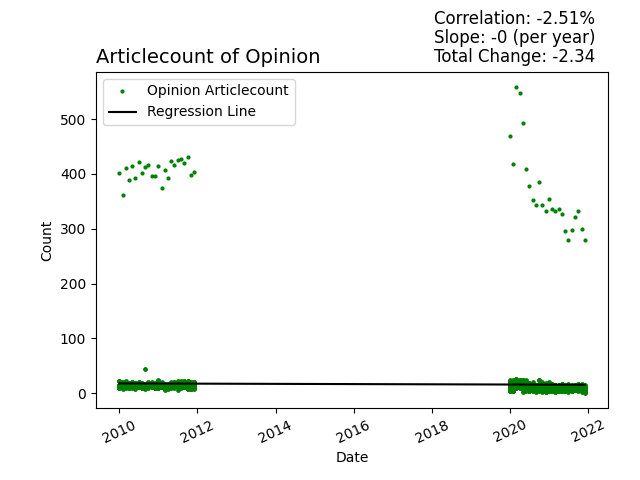 Correlation: -2.51%
Slope: -0 (per year)
Total Change: -2.34
Articlecount of Opinion
Opinion Articlecount
Regression Line
500
400
300
200
100
0
Count
2010
2012
2014
2016
2018
2020
2022
Date